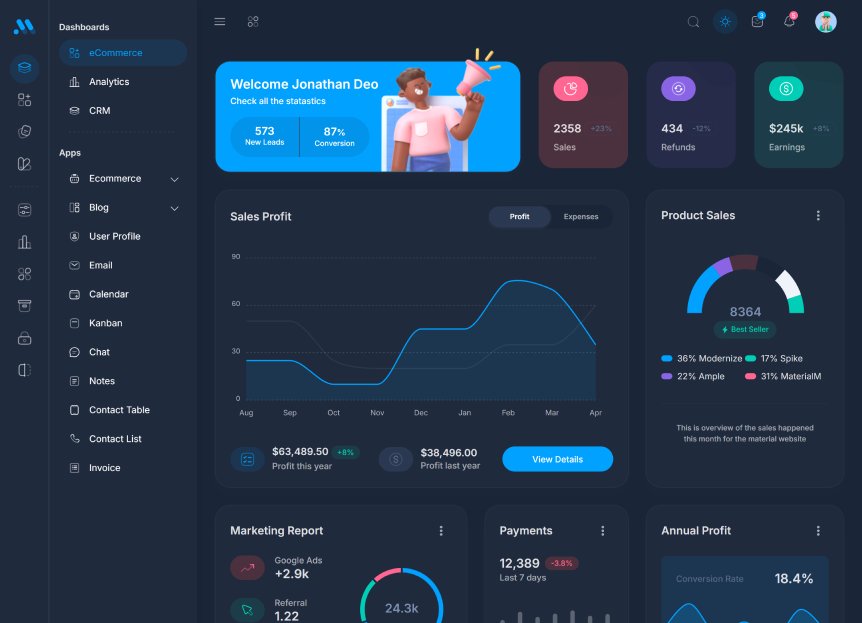 Dashboards
eCommerce
Analytics
CRM
Apps
Ecommerce
Blog
User Profile
Email
Calendar
Kanban
Chat
Notes
Contact Table
Contact List
Invoice
3
5
Welcome Jonathan Deo
Check all the statastics
573
New Leads
87%
Conversion
2358 +23%
Sales
434 -12%
Refunds
$245k +8%
Earnings
Sales Profit
Profit Expenses
90
60
30
0
Aug Sep Oct Nov Dec Jan Feb Mar Apr
$63,489.50 +8%
Profit this year
$38,496.00
Profit last year
View Details
Product Sales
8364
Best Seller
36% Modernize 17% Spike
22% Ample 31% MaterialM
This is overview of the sales happened
this month for the material website
Marketing Report
Google Ads
+2.9k
Referral
1.22
24.3k
Payments
12,389 -3.8%
Last 7 days
Annual Profit
Conversion Rate 18.4%